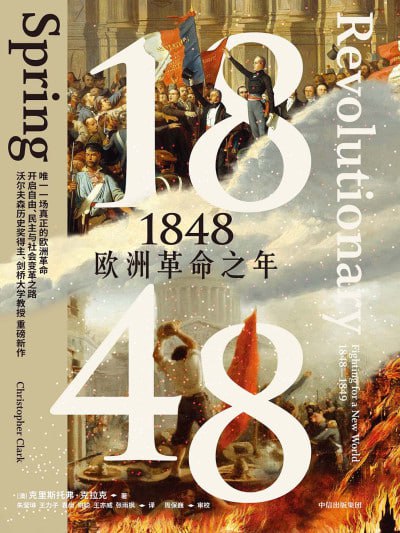 Revolutionary
Spring
18
48
1848
欧洲革命之年
唯一一场真正的欧洲革命
开启自由、民主与社会变革之路
沃尔夫森历史奖得主、剑桥大学教授 重磅新作
Fighting for a New World
1848—1849
Christopher Clark
克里斯托弗·克拉克 著
译
周保巍 审校
中信出版集团